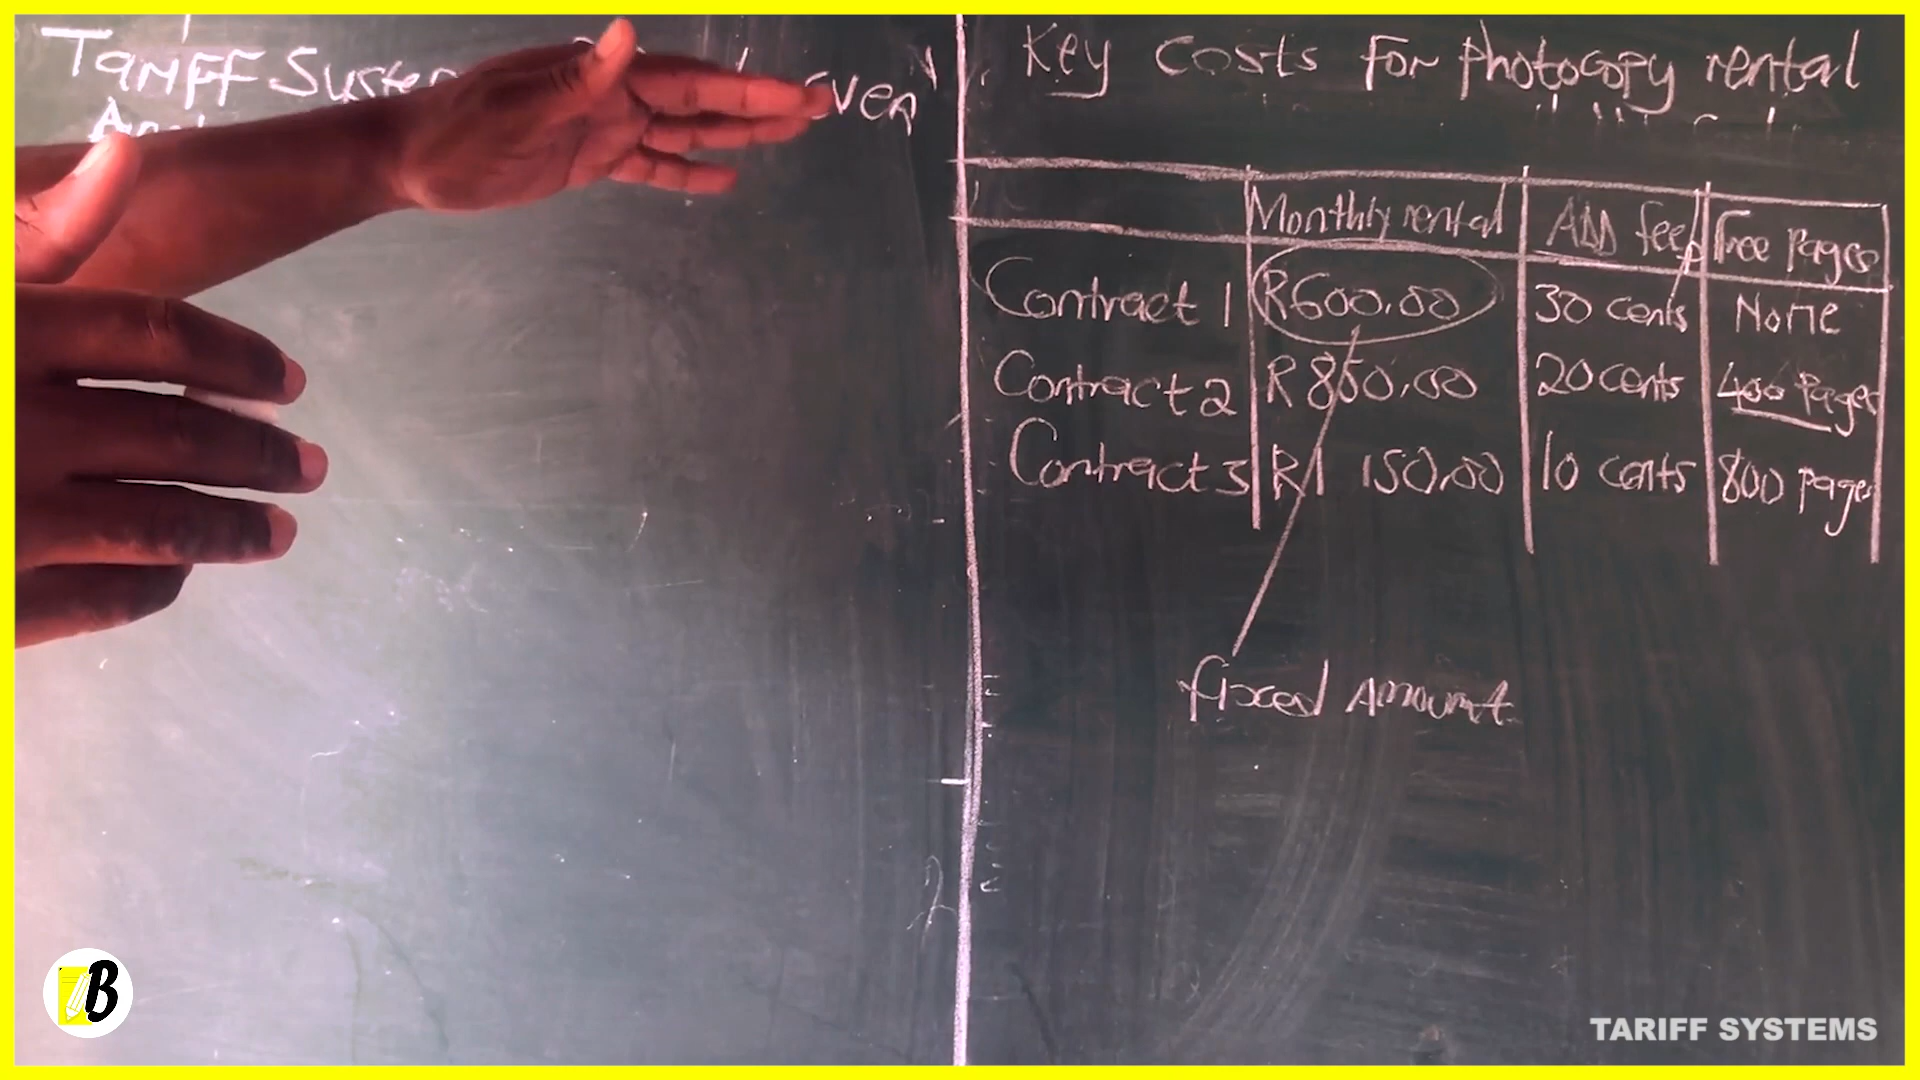 Tariff System
even
Key Costs For photocopy rental
Monthly rental ADD fee Free Pages
Contract 1 R600.00 30 cents None
Contract 2 R850.00 20 cents 400 Pages
Contract 3 R1 150.00 10 cents 800 pages
fixed Amount
B
TARIFF SYSTEMS